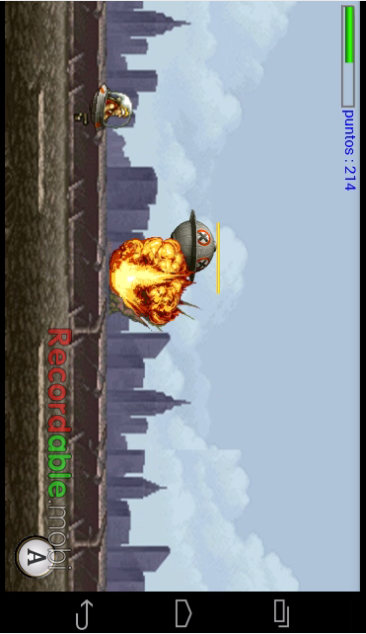 puntos : 214
Recordable.mobi
A